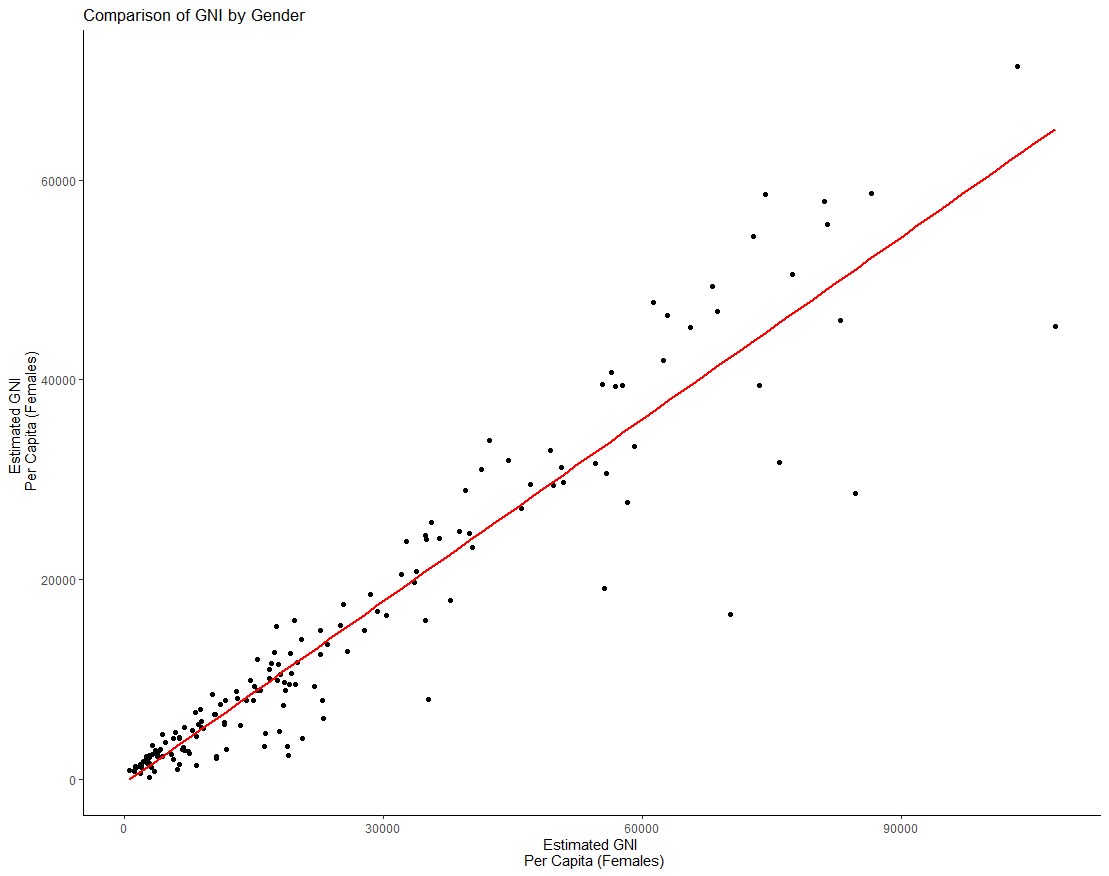 Comparison of GNI by Gender
60000
40000
20000
0
Estimated GNI
Per Capita (Females)
0
30000
60000
90000
Estimated GNI
Per Capita (Females)